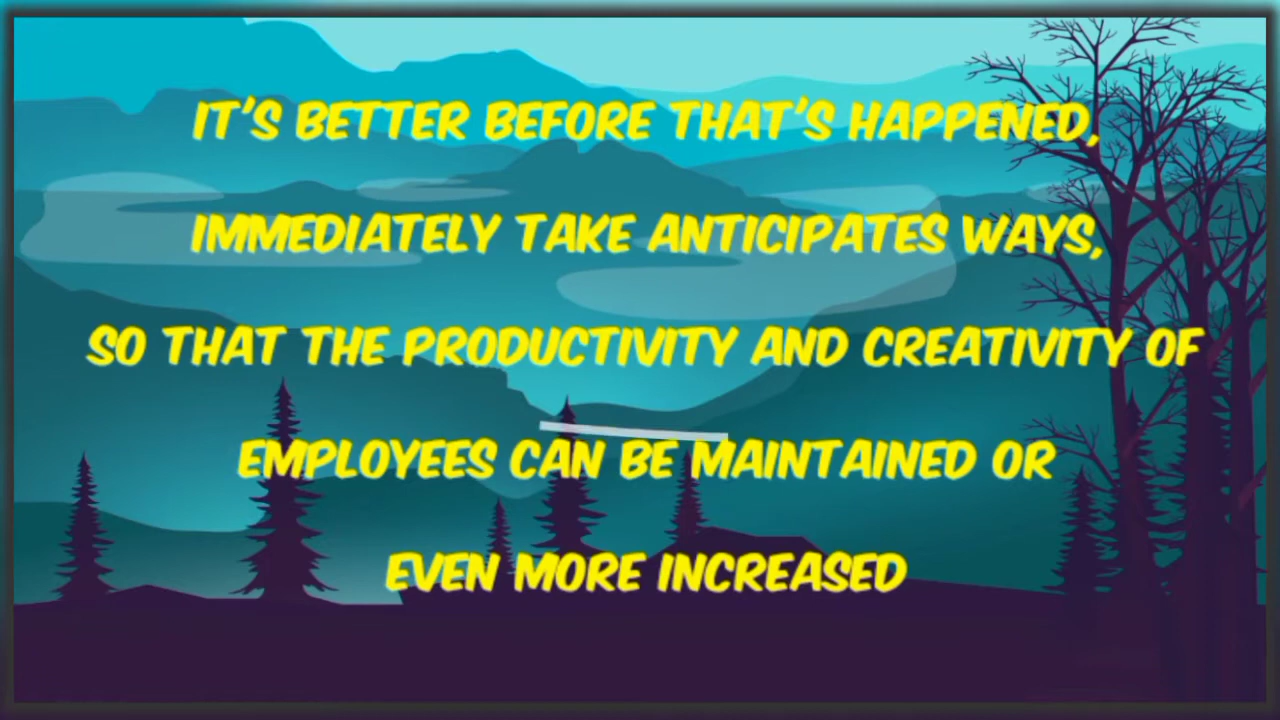 IT'S BETTER BEFORE THAT'S HAPPENED,
IMMEDIATELY TAKE ANTICIPATES WAYS,
SO THAT THE PRODUCTIVITY AND CREATIVITY OF
EMPLOYEES CAN BE MAINTAINED OR
EVEN MORE INCREASED